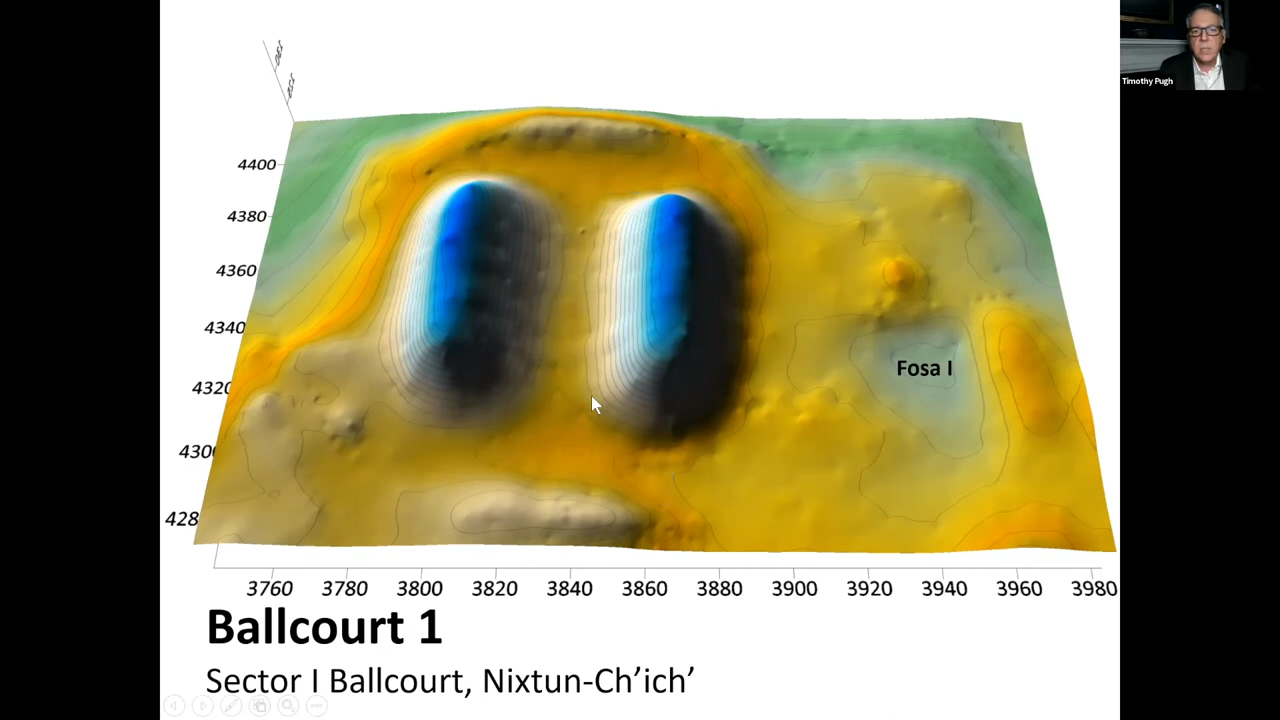 Timothy Pugh
4400
4380
4360
4340
Fosa I
4320
430
428
3760 3780 3800 3820 3840 3860 3880 3900 3920 3940 3960 3980
Ballcourt 1
Sector I Ballcourt, Nixtun-Ch’ich’